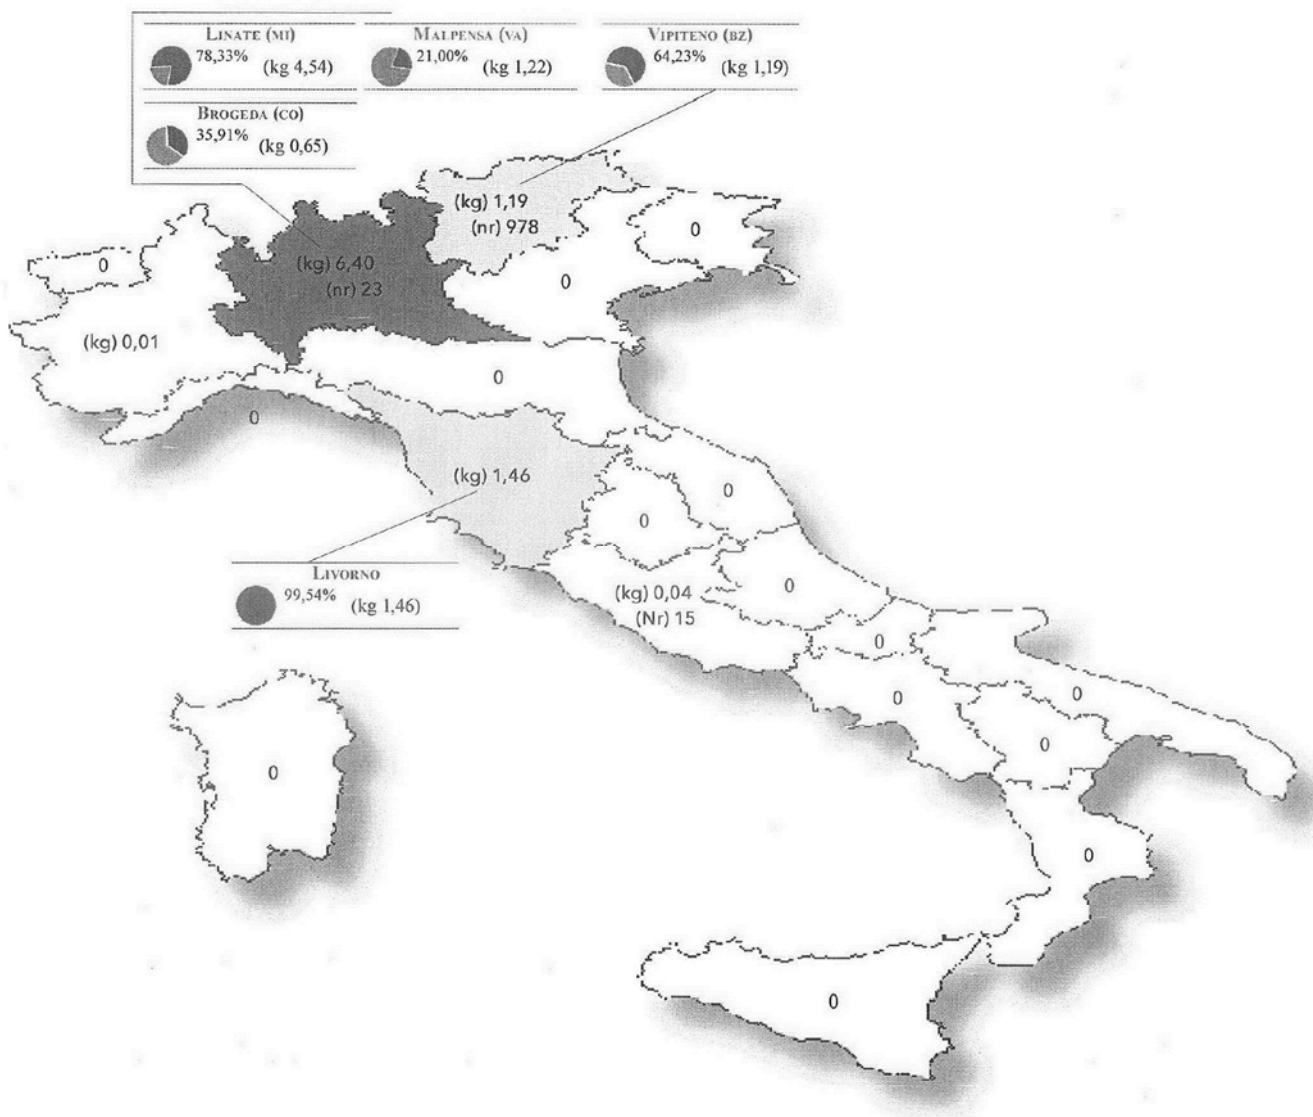 LINATE (MI)
78,33% (kg 4,54)
MALPENSA (VA)
21,00% (kg 1,22)
VIPITENO (BZ)
64,23% (kg 1,19)
BROGEDA (CO)
35,91% (kg 0,65)
(kg) 1,19
(nr) 978
0
0
(kg) 6,40
(nr) 23
0
(kg) 0,01
0
0
(kg) 1,46
0
0
LIVORNO
99,54% (kg 1,46)
(kg) 0,04
(Nr) 15
0
0
0
0
0
0
0
0